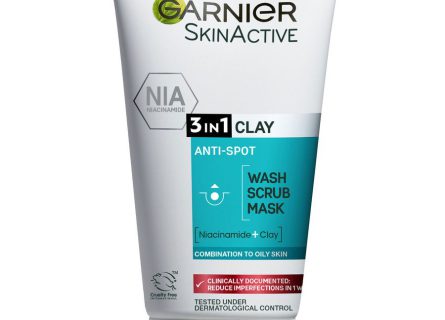 GARNIER
SKINACTIVE
NIA
NIACINAMIDE
3 IN 1 CLAY
ANTI-SPOT
WASH
SCRUB
MASK
[Niacinamide + Clay]
COMBINATION TO OILY SKIN
CLINICALLY DOCUMENTED:
REDUCE IMPERFECTIONS IN 1 W
TESTED UNDER
DERMATOLOGICAL CONTROL
TM
Cruelty free